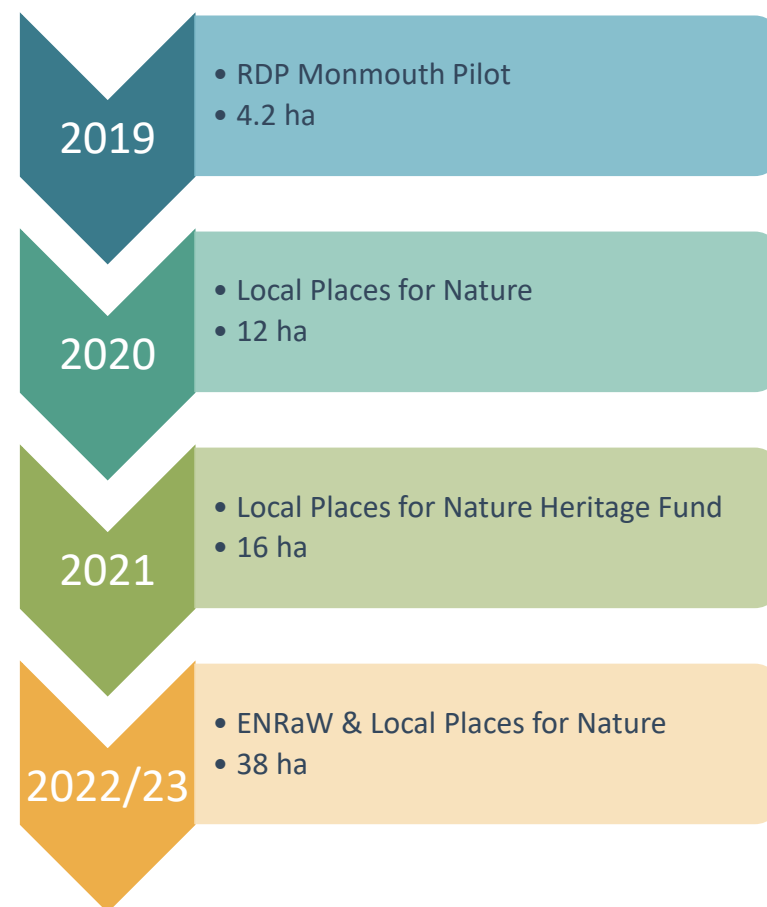 2019
• RDP Monmouth Pilot
• 4.2 ha
2020
• Local Places for Nature
• 12 ha
2021
• Local Places for Nature Heritage Fund
• 16 ha
2022/23
• ENRaW & Local Places for Nature
• 38 ha